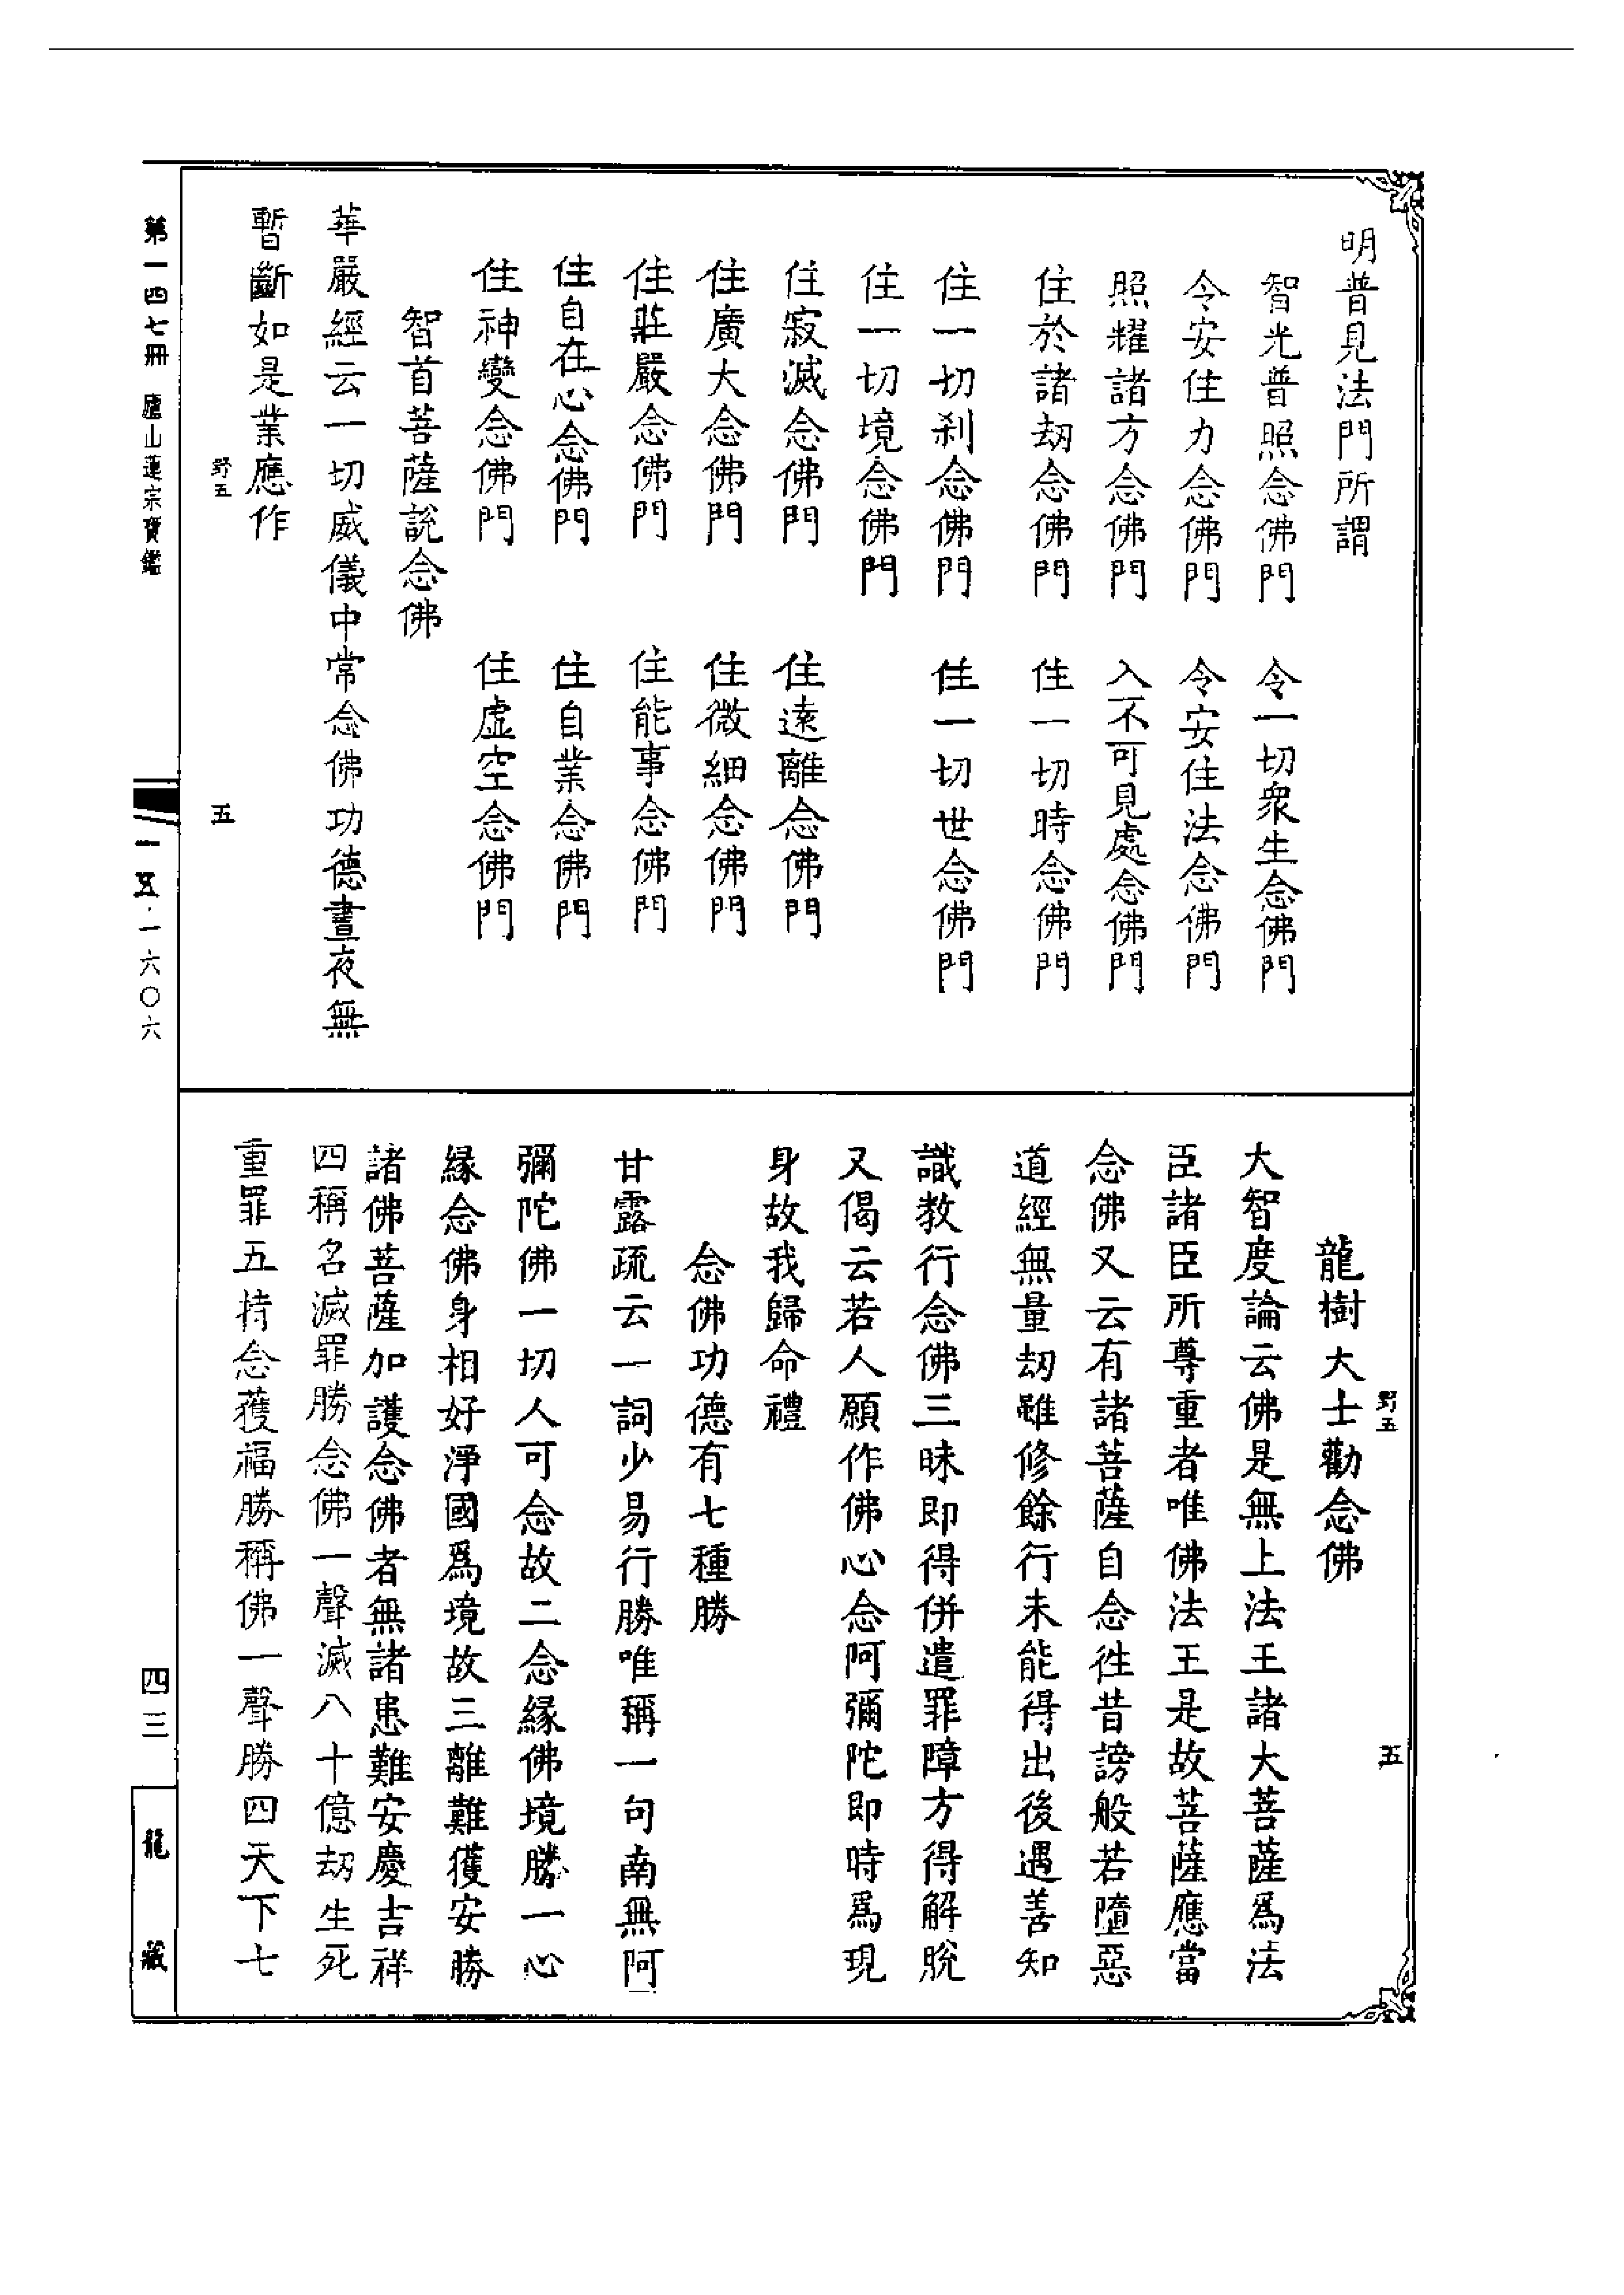 明普見法門所謂
智光普照念佛門　令一切衆生念佛門
令安住力念佛門　令安住法念佛門
照耀諸方念佛門　入不可見處念佛門
住於諸劫念佛門　住一切時念佛門
住一切刹念佛門　住一切世念佛門
住一切境念佛門
住寂滅念佛門　住遠離念佛門
住廣大念佛門　住微細念佛門
住莊嚴念佛門　住能事念佛門
住自在心念佛門　住自業念佛門
住神變念佛門　住虛空念佛門
智首菩薩說念佛
華嚴經云一切威儀中常念佛功德晝夜無
暫斷如是業應作
野五　五
野五　五
龍樹大士勸念佛
大智度論云佛是無上法王諸大菩薩爲法
臣諸臣所尊重者唯佛法王是故菩薩應當
念佛又云有諸菩薩自念徃昔謗般若墮惡
道經無量劫雖修餘行未能得出後遇善知
識教行念佛三昧即得併遣罪障方得解脫
又偈云若人願作佛心念阿彌陀即時爲現
身故我歸命禮
念佛功德有七種勝
甘露疏云一詞少易行勝唯稱一句南無阿
彌陀佛一切人可念故二念緣佛境勝一心
緣念佛身相好淨國爲境故三離難獲安勝
諸佛菩薩加護念佛者無諸患難安慶吉祥
四稱名滅罪勝念佛一聲滅八十億劫生死
重罪五持念獲福勝稱佛一聲勝四天下七
第一四七冊　廬山蓮宗寶鑑
一一五·一六〇六
四三
龍藏